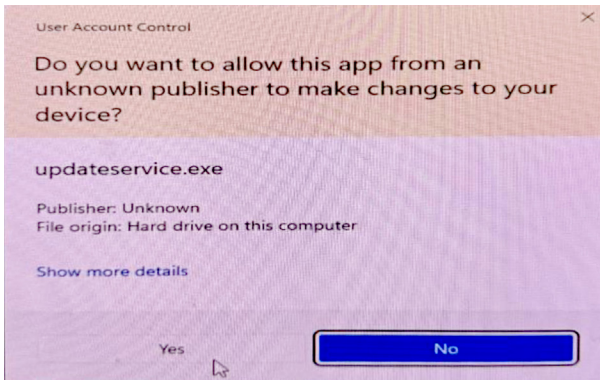 User Account Control
Do you want to allow this app from an
unknown publisher to make changes to your
device?
updateservice.exe
Publisher: Unknown
File origin: Hard drive on this computer
Show more details
Yes
No